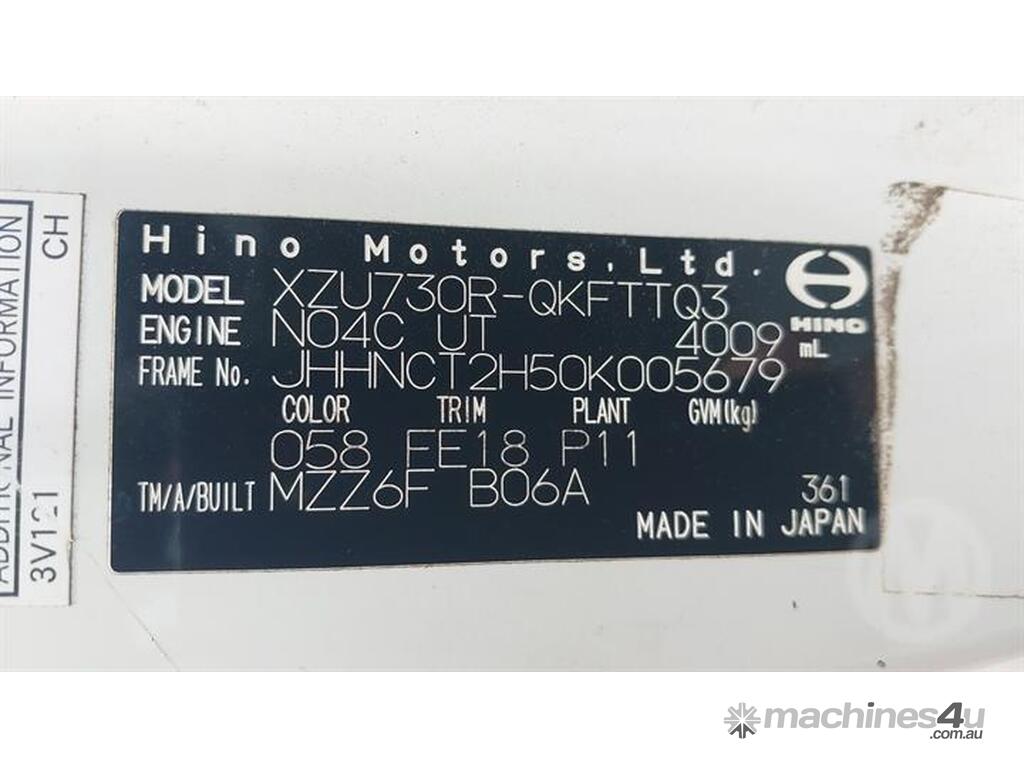 Hino Motors, Ltd.
MODEL XZU730R-QKFTTQ3
HINO
ENGINE N04C UT 4009 mL
FRAME No. JHHNCT2H50K005679
COLOR TRIM PLANT GVM(kg)
058 FE18 P11
TM/A/BUILT MZZ6F B06A 361
MADE IN JAPAN
ADDITIONAL INFORMATION
3V121 CH
M
machines4u
.com.au